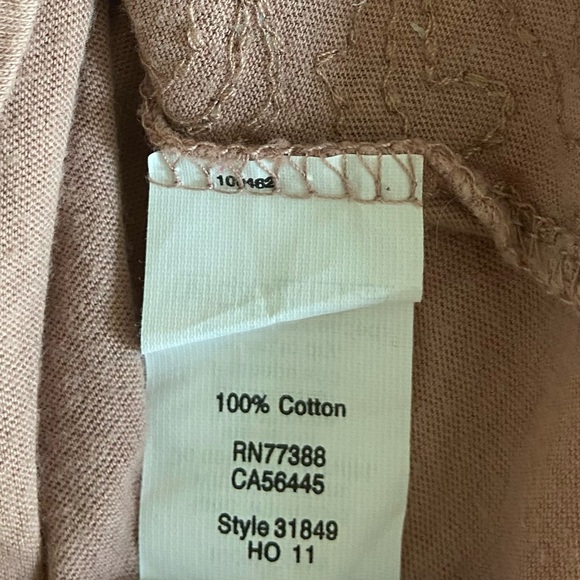 100% Cotton
RN77388
CA56445
Style 31849
HO 11